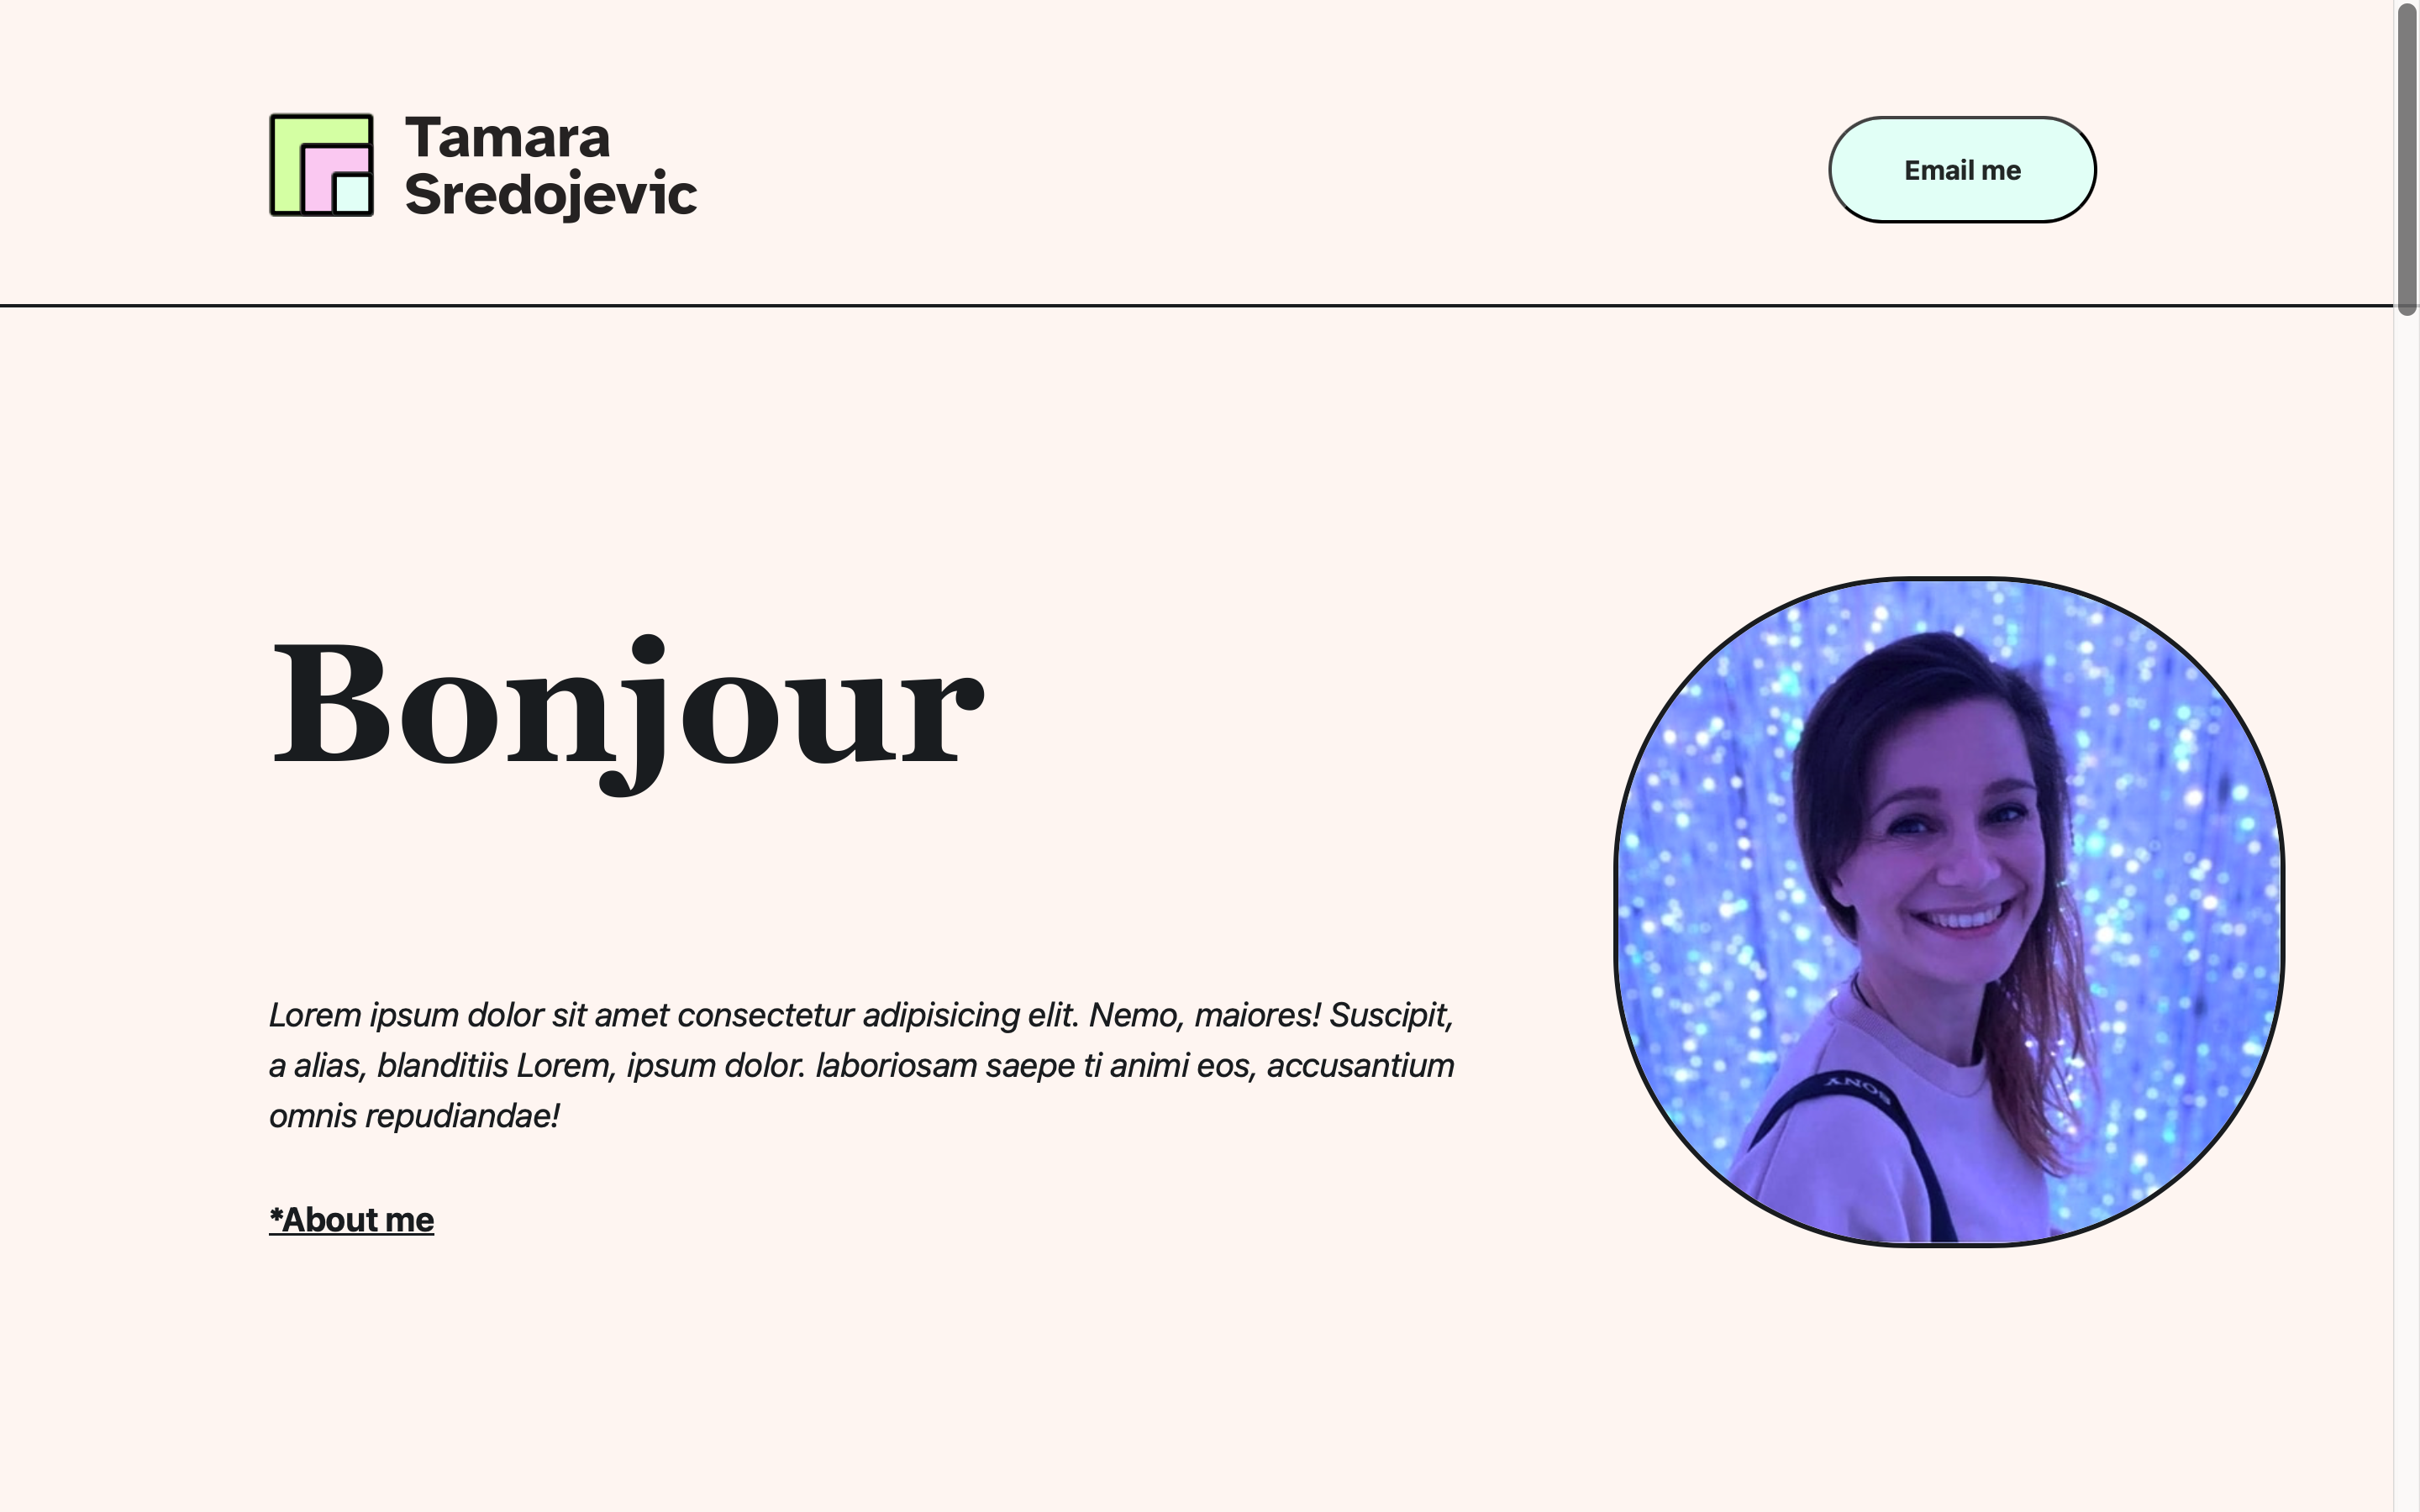 Tamara
Sredojevic
Email me
Bonjour
Lorem ipsum dolor sit amet consectetur adipisicing elit. Nemo, maiores! Suscipit,
a alias, blanditiis Lorem, ipsum dolor. laboriosam saepe ti animi eos, accusantium
omnis repudiandae!
*About me
SONY